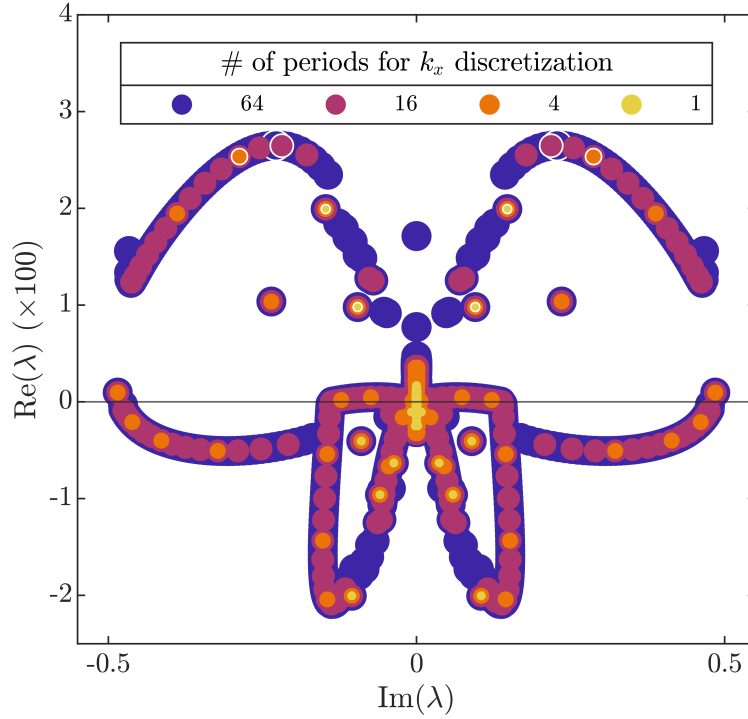 4
# of periods for kₓ discretization
64 16 4 1
3
2
1
0
-1
-2
Re(λ) (×100)
-0.5 0 0.5
Im(λ)